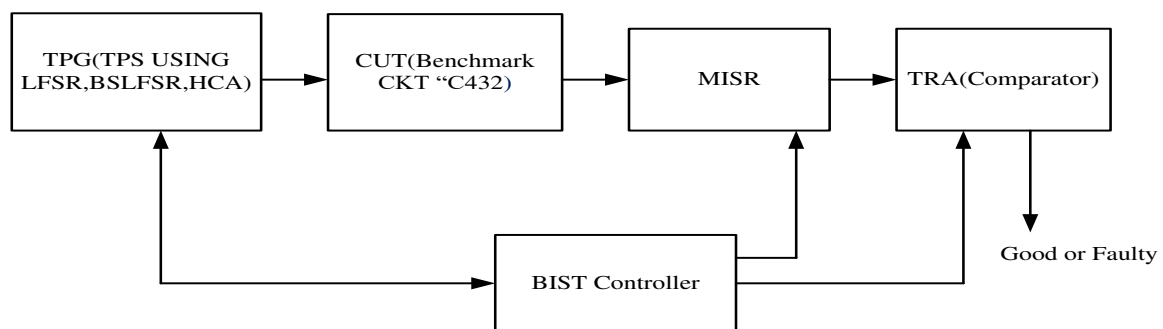 TPG(TPS USING
LFSR,BSLFSR,HCA)
CUT(Benchmark
CKT “C432)
MISR
TRA(Comparator)
BIST Controller
Good or Faulty